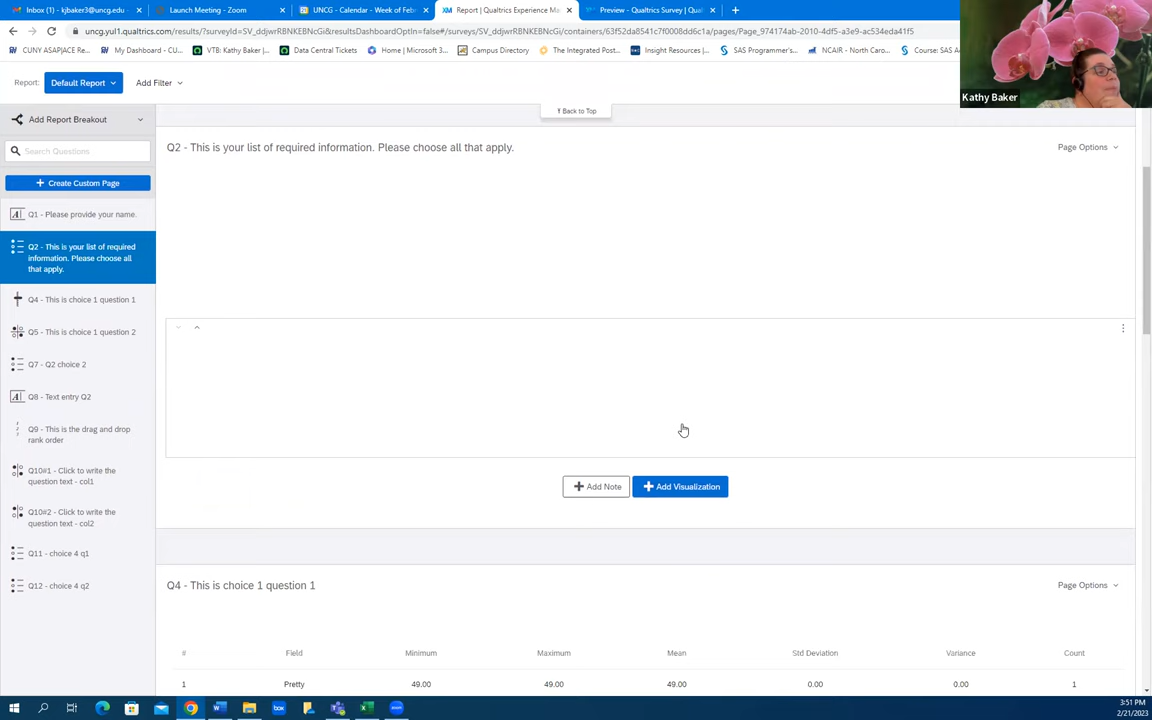 Inbox (1) - kjbaker3@uncg.edu -
Launch Meeting - Zoom
UNCG - Calendar - Week of Feb
Report | Qualtrics Experience Ma
Preview - Qualtrics Survey | Qual
uncg.yul1.qualtrics.com/results/?surveyId=SV_ddjwrRBNKEBNcGi&resultsDashboardOptIn=false#/surveys/SV_ddjwrRBNKEBNcGi/containers/63f52da8541c7f0008dd6c1a/pages/Page_974174ab-2010-4df5-a3e9-ac534eda41f5
CUNY ASAP|ACE Re
My Dashboard - CU
VTB: Kathy Baker |
Data Central Tickets
Home | Microsoft 3
Campus Directory
The Integrated Post
Insight Resources |
SAS Programmer's
NCAIR - North Caro
Course: SAS A
Kathy Baker
Report:
Default Report
Add Filter
Back to Top
Add Report Breakout
Search Questions
Create Custom Page
Q1 - Please provide your name.
Q2 - This is your list of required
information. Please choose all
that apply.
Q4 - This is choice 1 question 1
Q5 - This is choice 1 question 2
Q7 - Q2 choice 2
Q8 - Text entry Q2
Q9 - This is the drag and drop
rank order
Q10#1 - Click to write the
question text - col1
Q10#2 - Click to write the
question text - col2
Q11 - choice 4 q1
Q12 - choice 4 q2
Q2 - This is your list of required information. Please choose all that apply.
Page Options
Add Note
Add Visualization
Q4 - This is choice 1 question 1
Page Options
# Field Minimum Maximum Mean Std Deviation Variance Count
1 Pretty 49.00 49.00 49.00 0.00 0.00 1
3:51 PM
2/21/2023